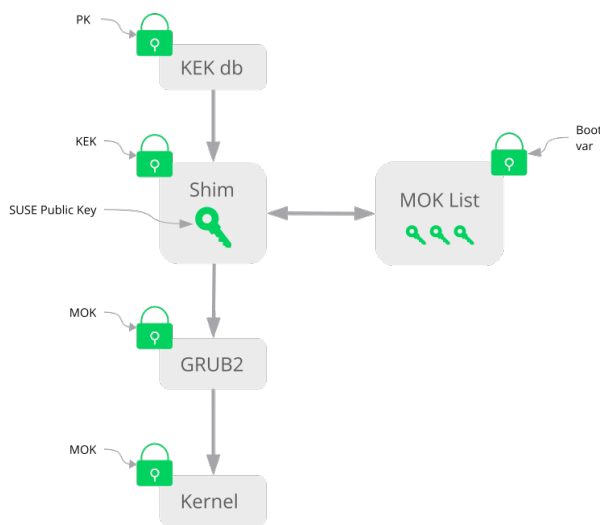 PK
KEK db
KEK
Boot
var
Shim
MOK List
SUSE Public Key
MOK
GRUB2
MOK
Kernel